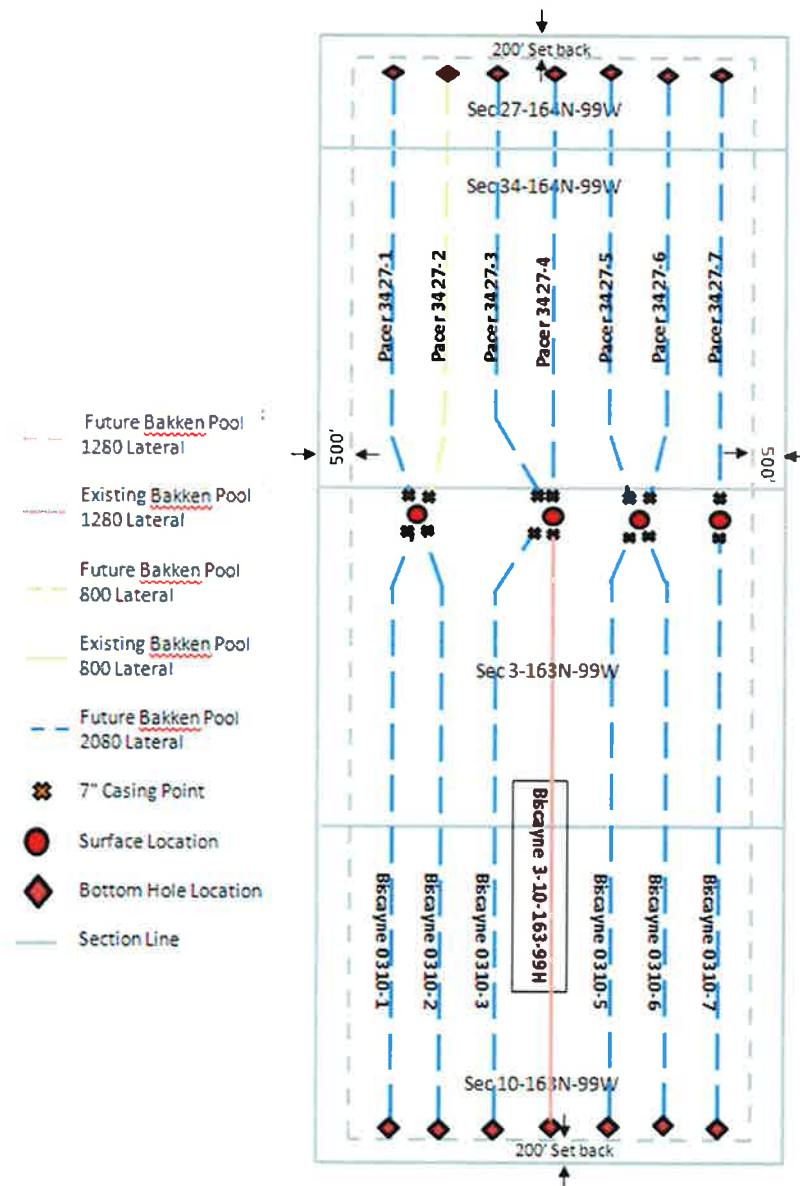 200' Set back
Sec 27-164N-99W
Sec 34-164N-99W
Pacer 3427-1
Pacer 3427-2
Pacer 3427-3
Pacer 3427-4
Pacer 3427-5
Pacer 3427-6
Pacer 3427-7
500'
500'
Future Bakken Pool
1280 Lateral
Existing Bakken Pool
1280 Lateral
Future Bakken Pool
800 Lateral
Existing Bakken Pool
800 Lateral
Future Bakken Pool
2080 Lateral
7" Casing Point
Surface Location
Bottom Hole Location
Section Line
Sec 3-163N-99W
Biscayne 0310-1
Biscayne 0310-2
Biscayne 0310-3
Biscayne 3-10-163-99H
Biscayne 0310-5
Biscayne 0310-6
Biscayne 0310-7
Sec 10-163N-99W
200' Set back